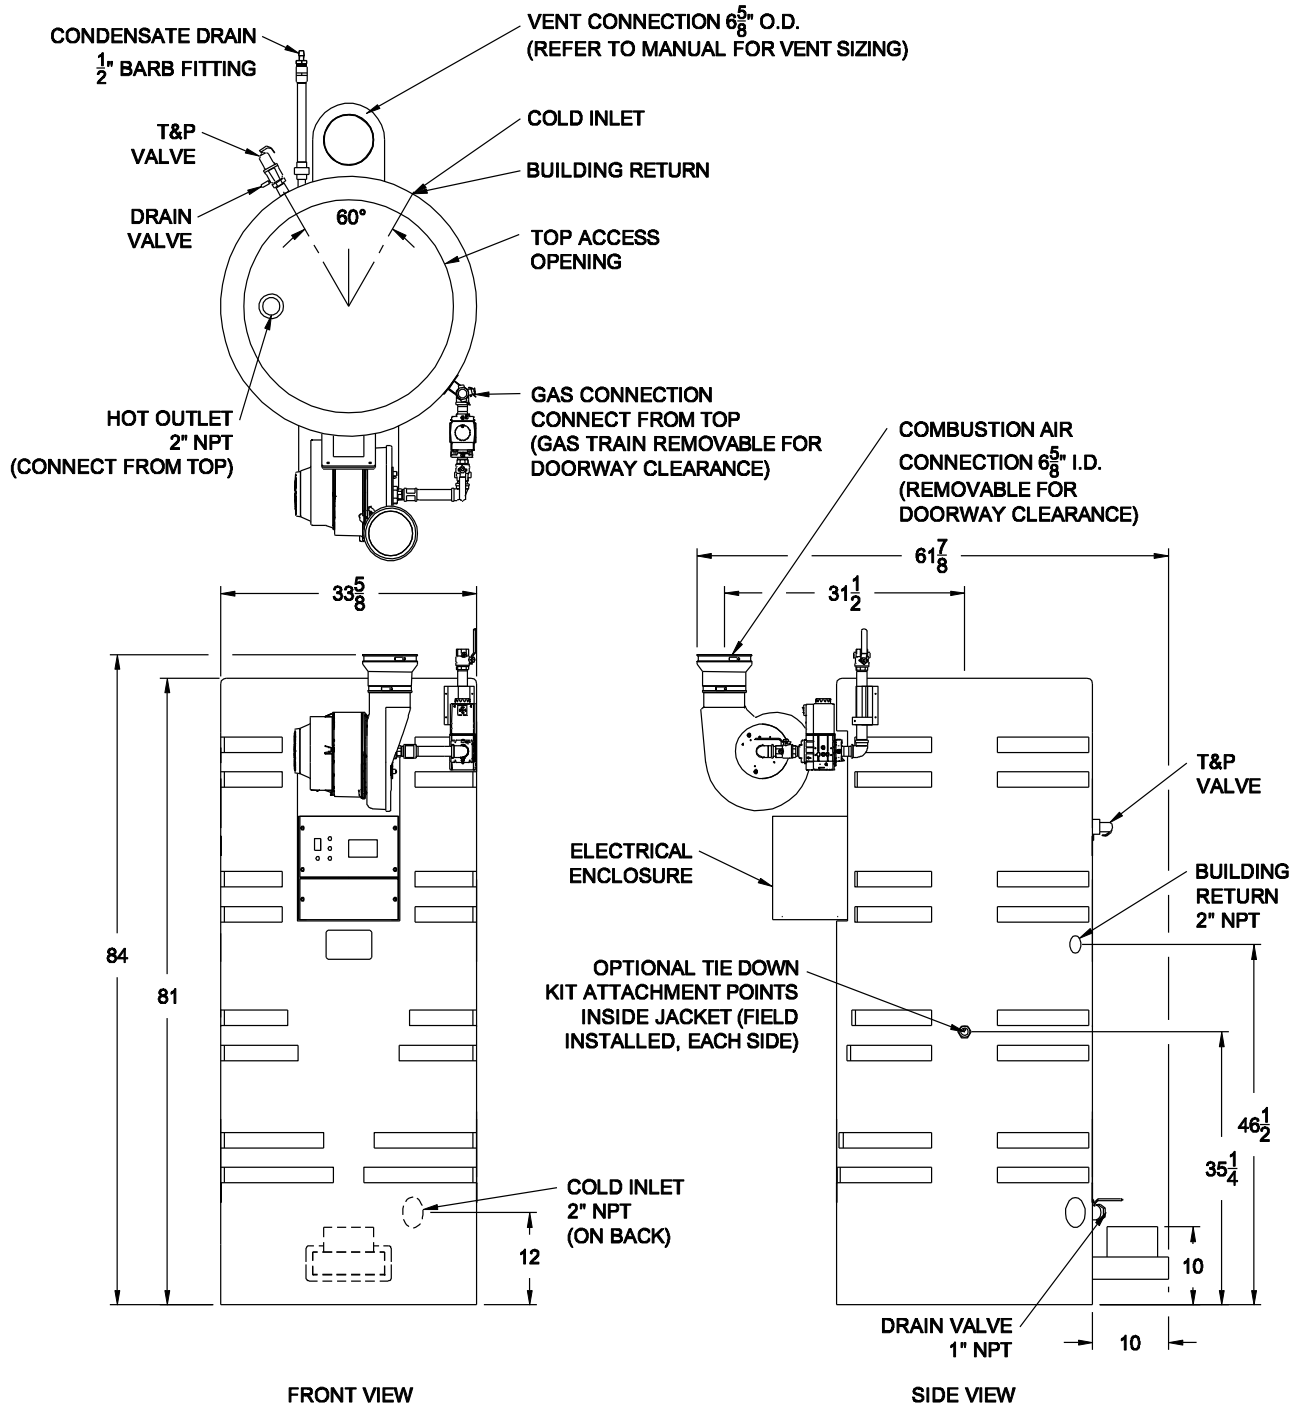 CONDENSATE DRAIN
1/2" BARB FITTING
VENT CONNECTION 6 5/8" O.D.
(REFER TO MANUAL FOR VENT SIZING)
T&P
VALVE
COLD INLET
BUILDING RETURN
DRAIN
VALVE
60°
TOP ACCESS
OPENING
HOT OUTLET
2" NPT
(CONNECT FROM TOP)
GAS CONNECTION
CONNECT FROM TOP
(GAS TRAIN REMOVABLE FOR
DOORWAY CLEARANCE)
COMBUSTION AIR
CONNECTION 6 5/8" I.D.
(REMOVABLE FOR
DOORWAY CLEARANCE)
61 7/8
33 5/8
31 1/2
T&P
VALVE
ELECTRICAL
ENCLOSURE
BUILDING
RETURN
2" NPT
84
81
OPTIONAL TIE DOWN
KIT ATTACHMENT POINTS
INSIDE JACKET (FIELD
INSTALLED, EACH SIDE)
46 1/2
35 1/4
COLD INLET
2" NPT
(ON BACK)
12
10
DRAIN VALVE
1" NPT
10
FRONT VIEW
SIDE VIEW